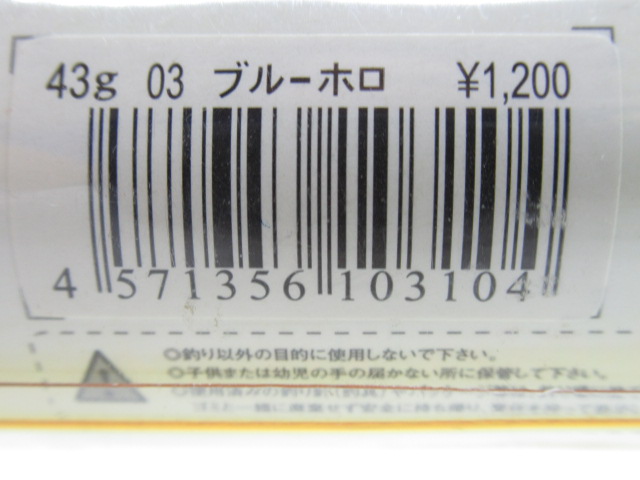 43g 03 ブルーホロ ¥1,200
4 571356 103104
◎釣り以外の目的に使用しないで下さい。
◎子供または幼児の手の届かない所に保管して下さい。